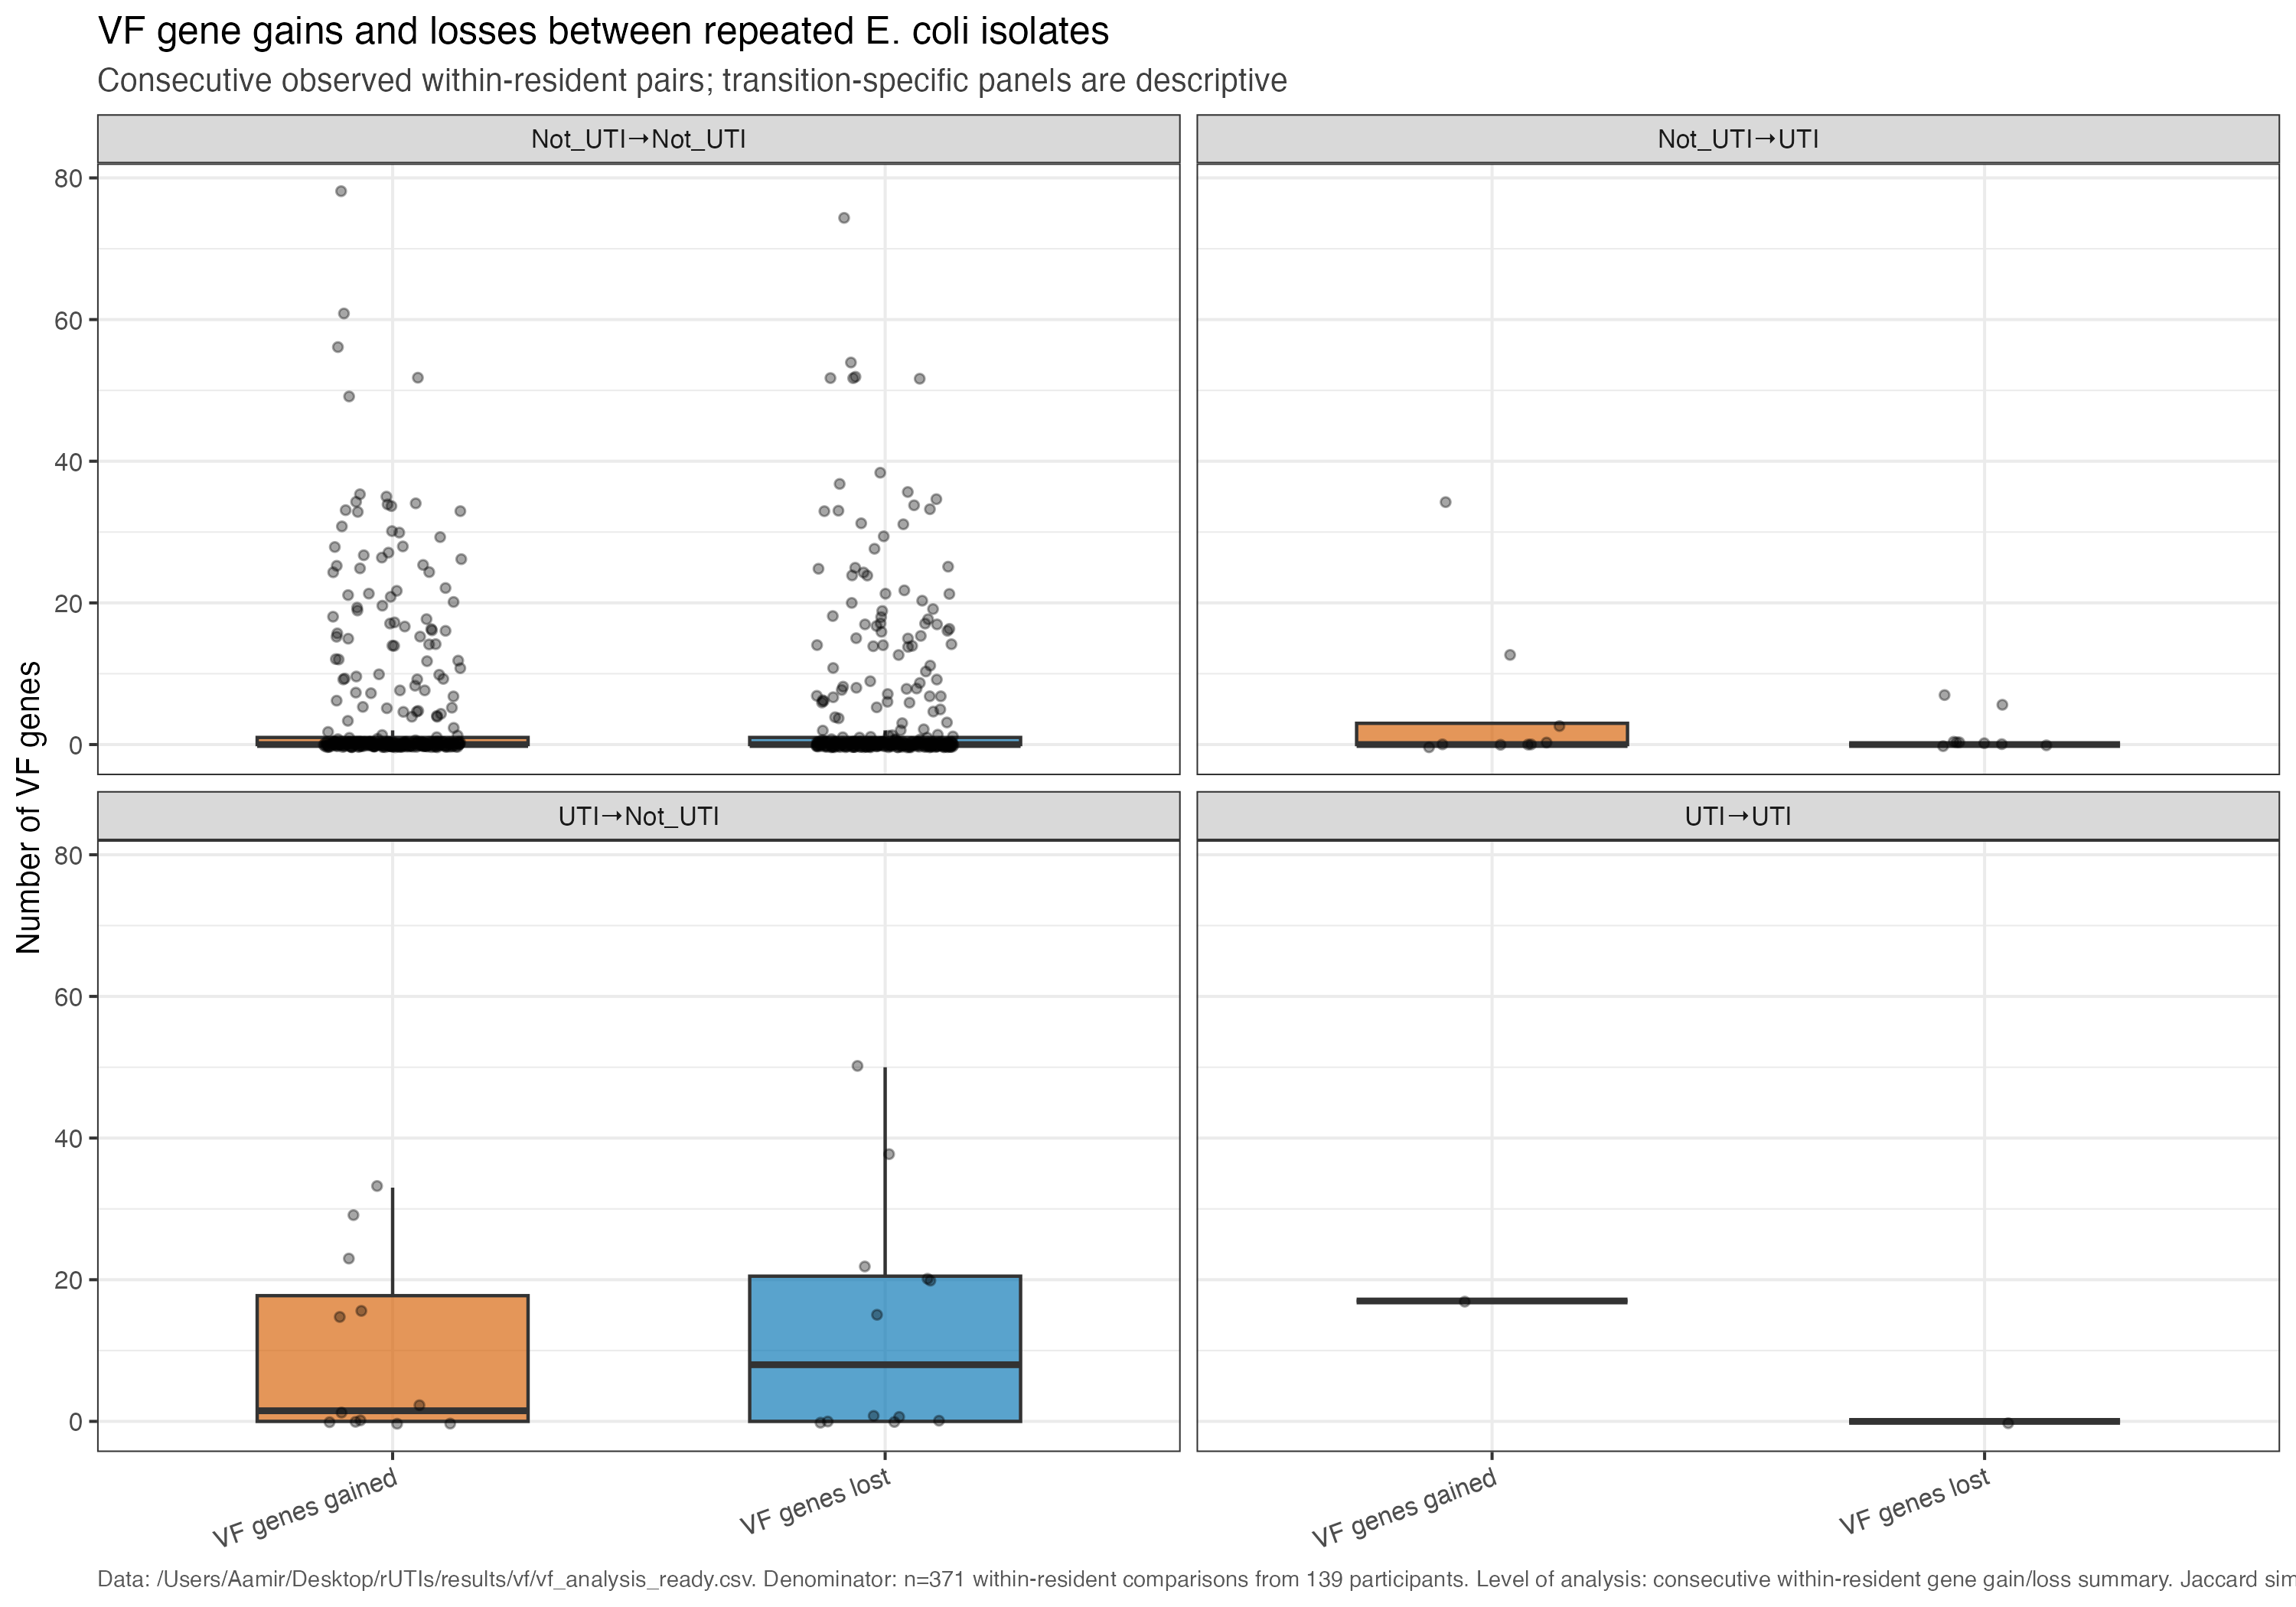 VF gene gains and losses between repeated E. coli isolates
Consecutive observed within-resident pairs; transition-specific panels are descriptive
Not_UTI→Not_UTI
Not_UTI→UTI
80
60
40
20
0
Number of VF genes
UTI→Not_UTI
UTI→UTI
80
60
40
20
0
VF genes gained
VF genes lost
VF genes gained
VF genes lost
Data: /Users/Aamir/Desktop/rUTIs/results/vf/vf_analysis_ready.csv. Denominator: n=371 within-resident comparisons from 139 participants. Level of analysis: consecutive within-resident gene gain/loss summary. Jaccard sim